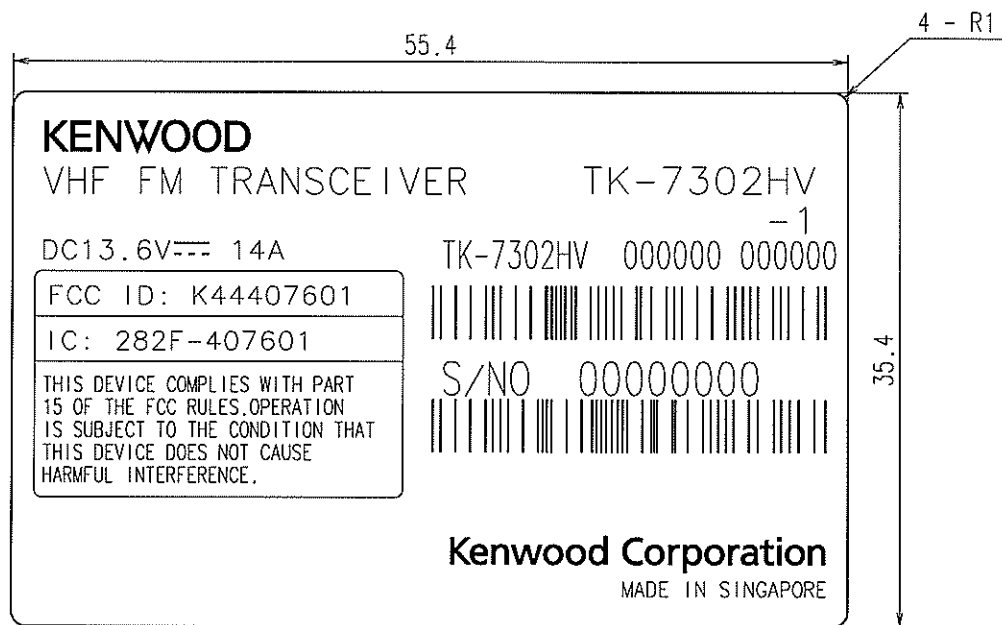 4 - R1
55.4
KENWOOD
VHF FM TRANSCEIVER TK-7302HV
-1
DC13.6V⎓ 14A
TK-7302HV 000000 000000
FCC ID: K44407601
IC: 282F-407601
THIS DEVICE COMPLIES WITH PART
15 OF THE FCC RULES.OPERATION
IS SUBJECT TO THE CONDITION THAT
THIS DEVICE DOES NOT CAUSE
HARMFUL INTERFERENCE.
S/NO 00000000
35.4
Kenwood Corporation
MADE IN SINGAPORE